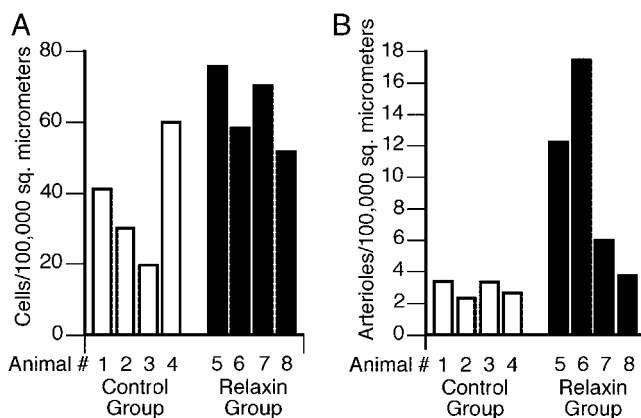 A
Cells/100,000 sq. micrometers
80
60
40
20
0
Animal # 1 2 3 4 5 6 7 8
Control Group
Relaxin Group
B
Arterioles/100,000 sq. micrometers
18
16
14
12
10
8
6
4
2
0
Animal # 1 2 3 4 5 6 7 8
Control Group
Relaxin Group